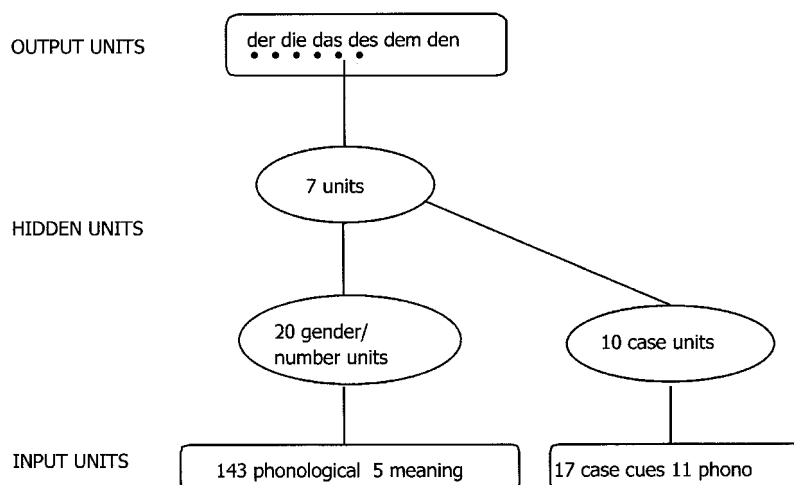 OUTPUT UNITS
der die das des dem den
7 units
HIDDEN UNITS
20 gender/
number units
10 case units
INPUT UNITS
143 phonological 5 meaning
17 case cues 11 phono